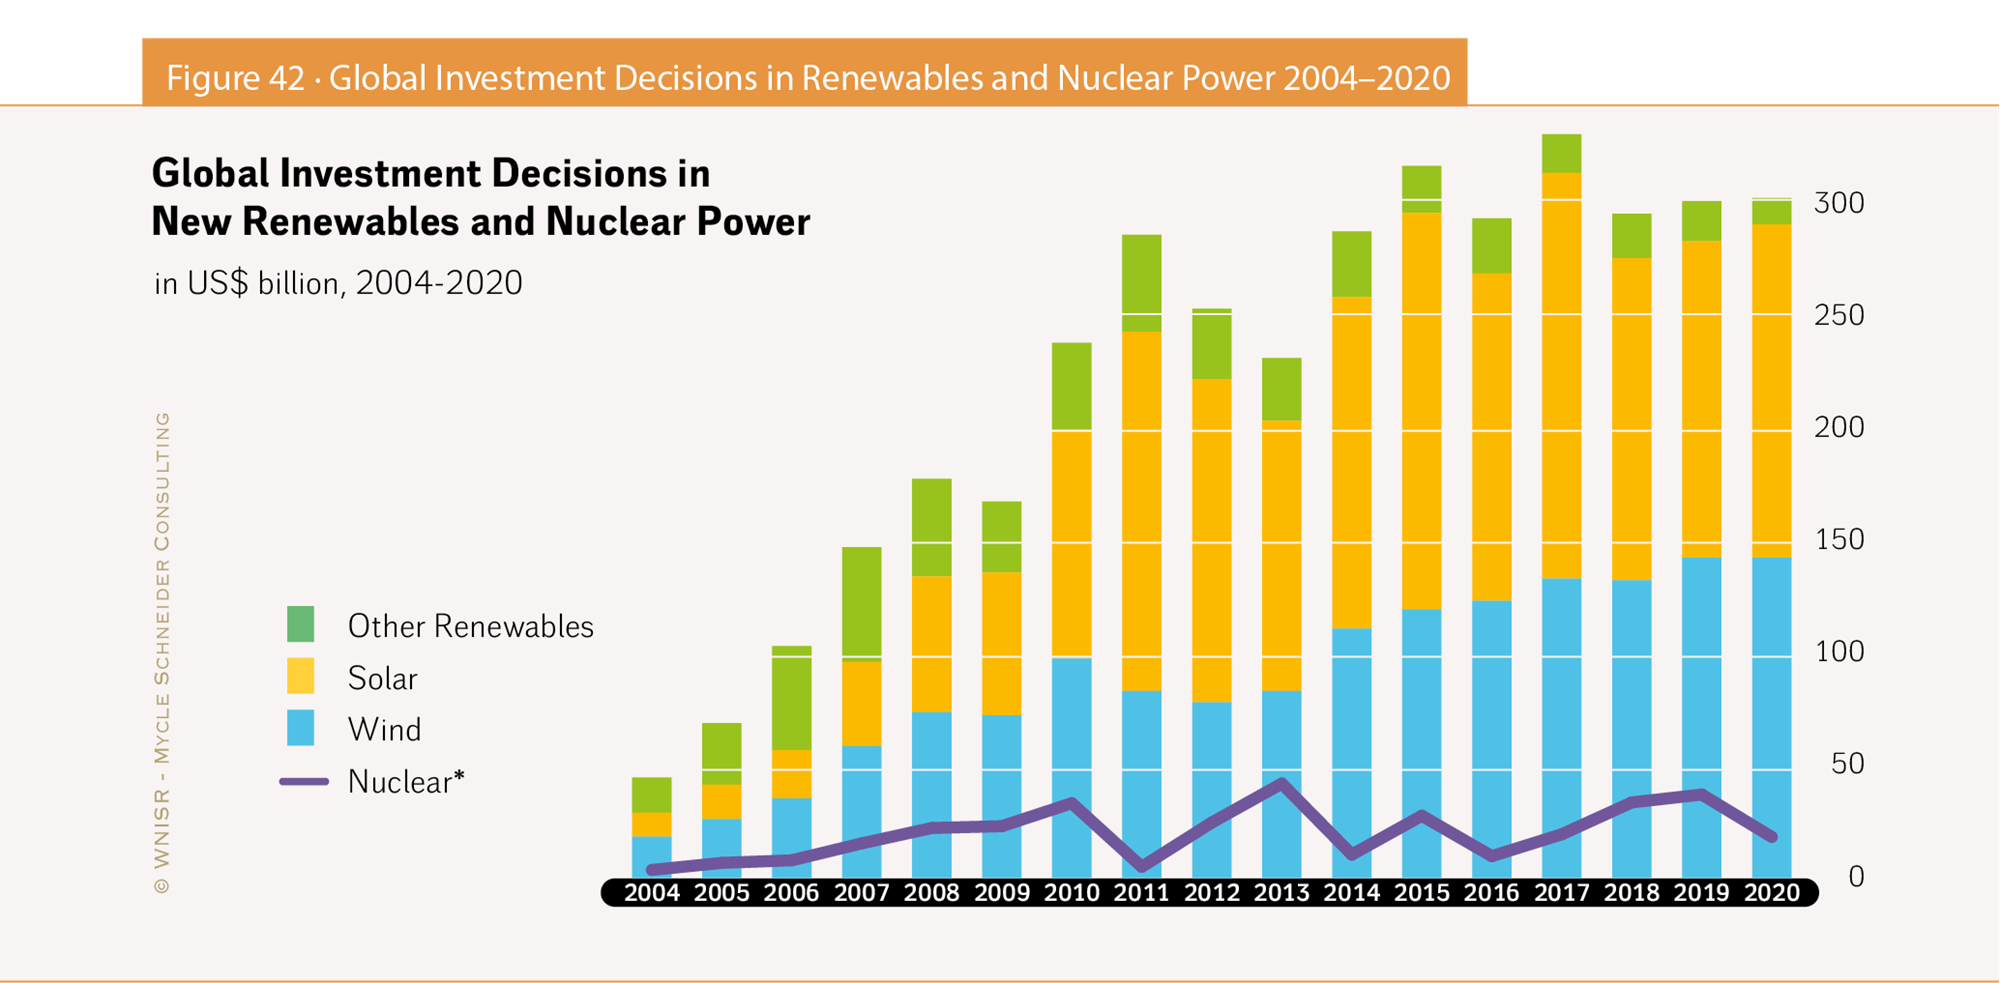 Figure 42 · Global Investment Decisions in Renewables and Nuclear Power 2004–2020
Global Investment Decisions in
New Renewables and Nuclear Power
in US$ billion, 2004-2020
300
250
200
150
100
50
0
Other Renewables
Solar
Wind
Nuclear*
© WNISR - Mycle Schneider Consulting
2004 2005 2006 2007 2008 2009 2010 2011 2012 2013 2014 2015 2016 2017 2018 2019 2020